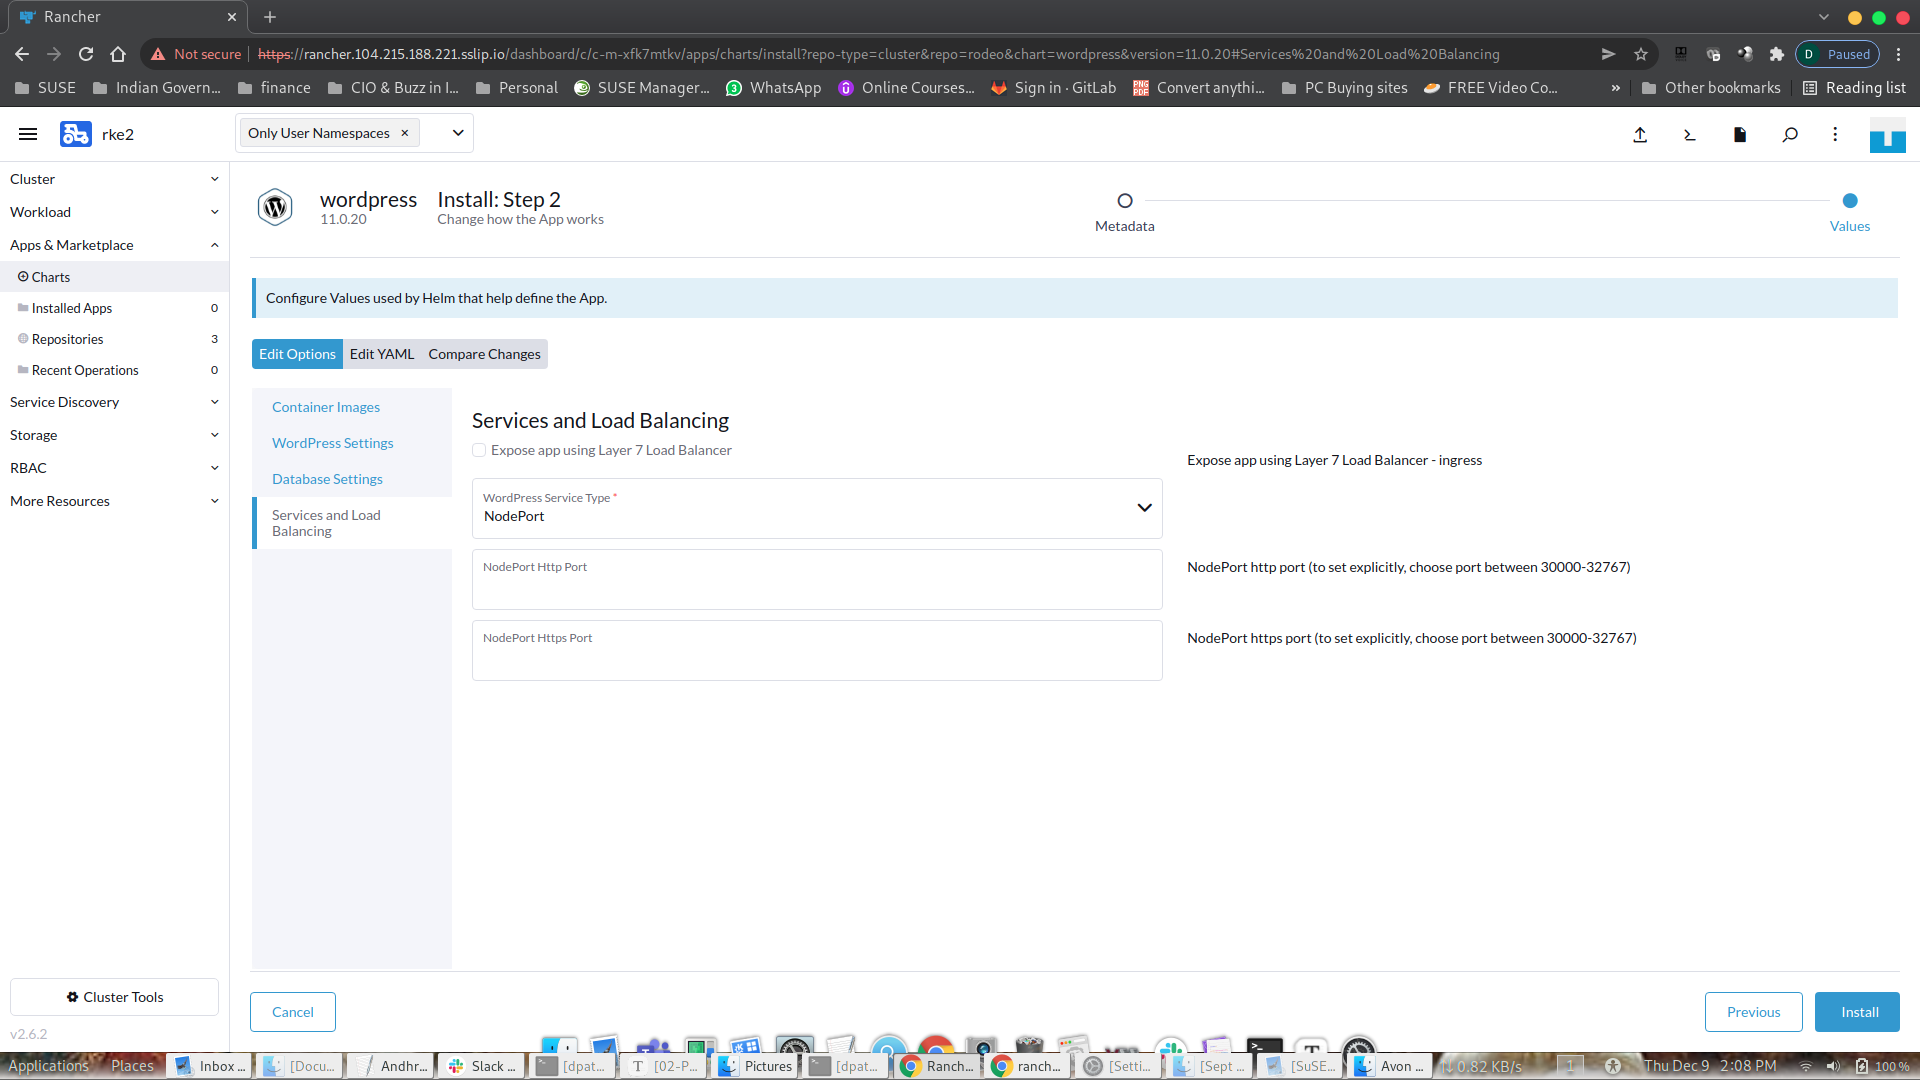 Rancher
Not secure
https://rancher.104.215.188.221.sslip.io/dashboard/c/c-m-xfk7mtkv/apps/charts/install?repo-type=cluster&repo=rodeo&chart=wordpress&version=11.0.20#Services%20and%20Load%20Balancing
D Paused
SUSE
Indian Govern...
finance
CIO & Buzz in I...
Personal
SUSE Manager...
WhatsApp
Online Courses...
Sign in · GitLab
Convert anythi...
PC Buying sites
FREE Video Co...
»
Other bookmarks
Reading list
rke2
Only User Namespaces ×
Cluster
Workload
Apps & Marketplace
Charts
Installed Apps 0
Repositories 3
Recent Operations 0
Service Discovery
Storage
RBAC
More Resources
Cluster Tools
v2.6.2
wordpress
11.0.20
Install: Step 2
Change how the App works
Metadata
Values
Configure Values used by Helm that help define the App.
Edit Options Edit YAML Compare Changes
Container Images
WordPress Settings
Database Settings
Services and Load
Balancing
Services and Load Balancing
Expose app using Layer 7 Load Balancer
Expose app using Layer 7 Load Balancer - ingress
WordPress Service Type *
NodePort
NodePort Http Port
NodePort http port (to set explicitly, choose port between 30000-32767)
NodePort Https Port
NodePort https port (to set explicitly, choose port between 30000-32767)
Cancel
Previous
Install
Applications
Places
Inbox ...
[Docu...
Andhr...
Slack ...
[dpat...
[02-P...
Pictures
[dpat...
Ranch...
ranch...
[Setti...
[Sept ...
[SuSE...
Avon ...
0.82 KB/s
1
Thu Dec 9 2:08 PM
100 %